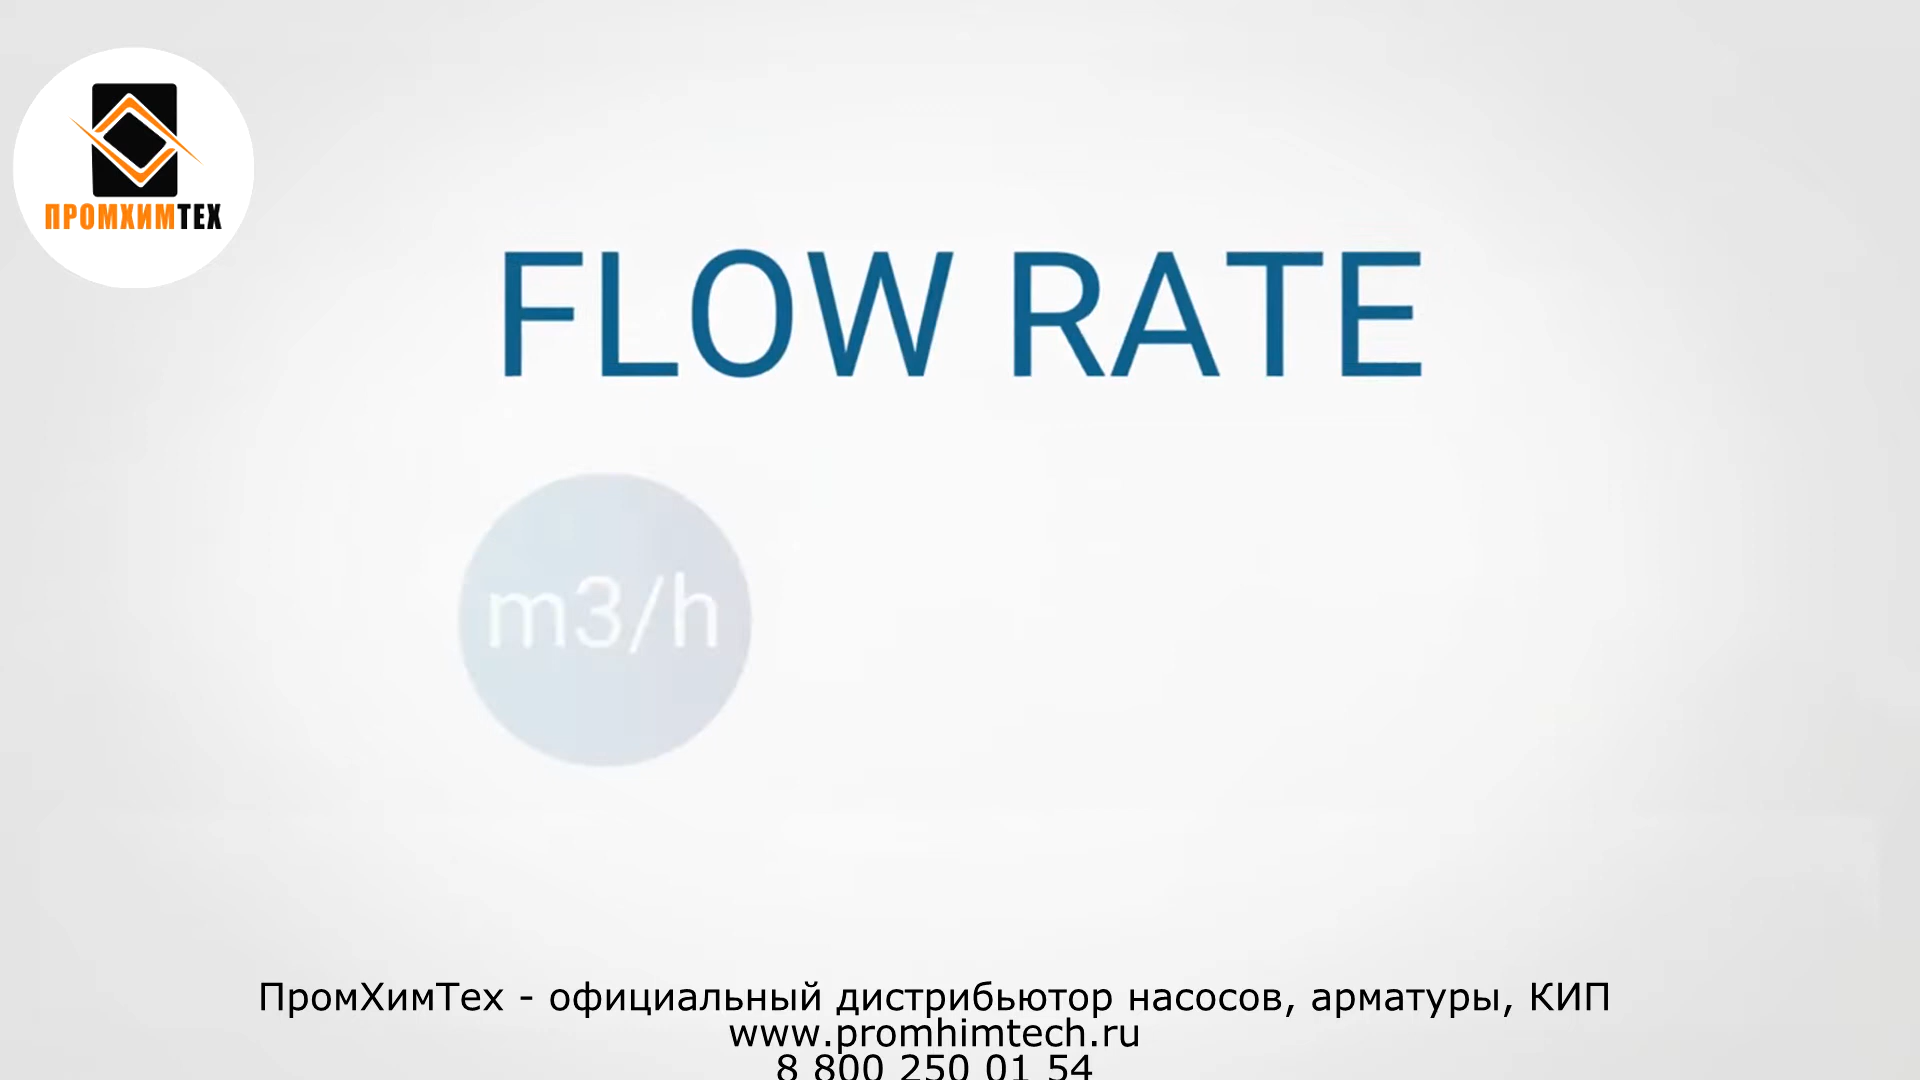 ПРОМХИМТЕХ
FLOW RATE
m3/h
ПромХимТех - официальный дистрибьютор насосов, арматуры, КИП
www.promhimtech.ru
8 800 250 01 54